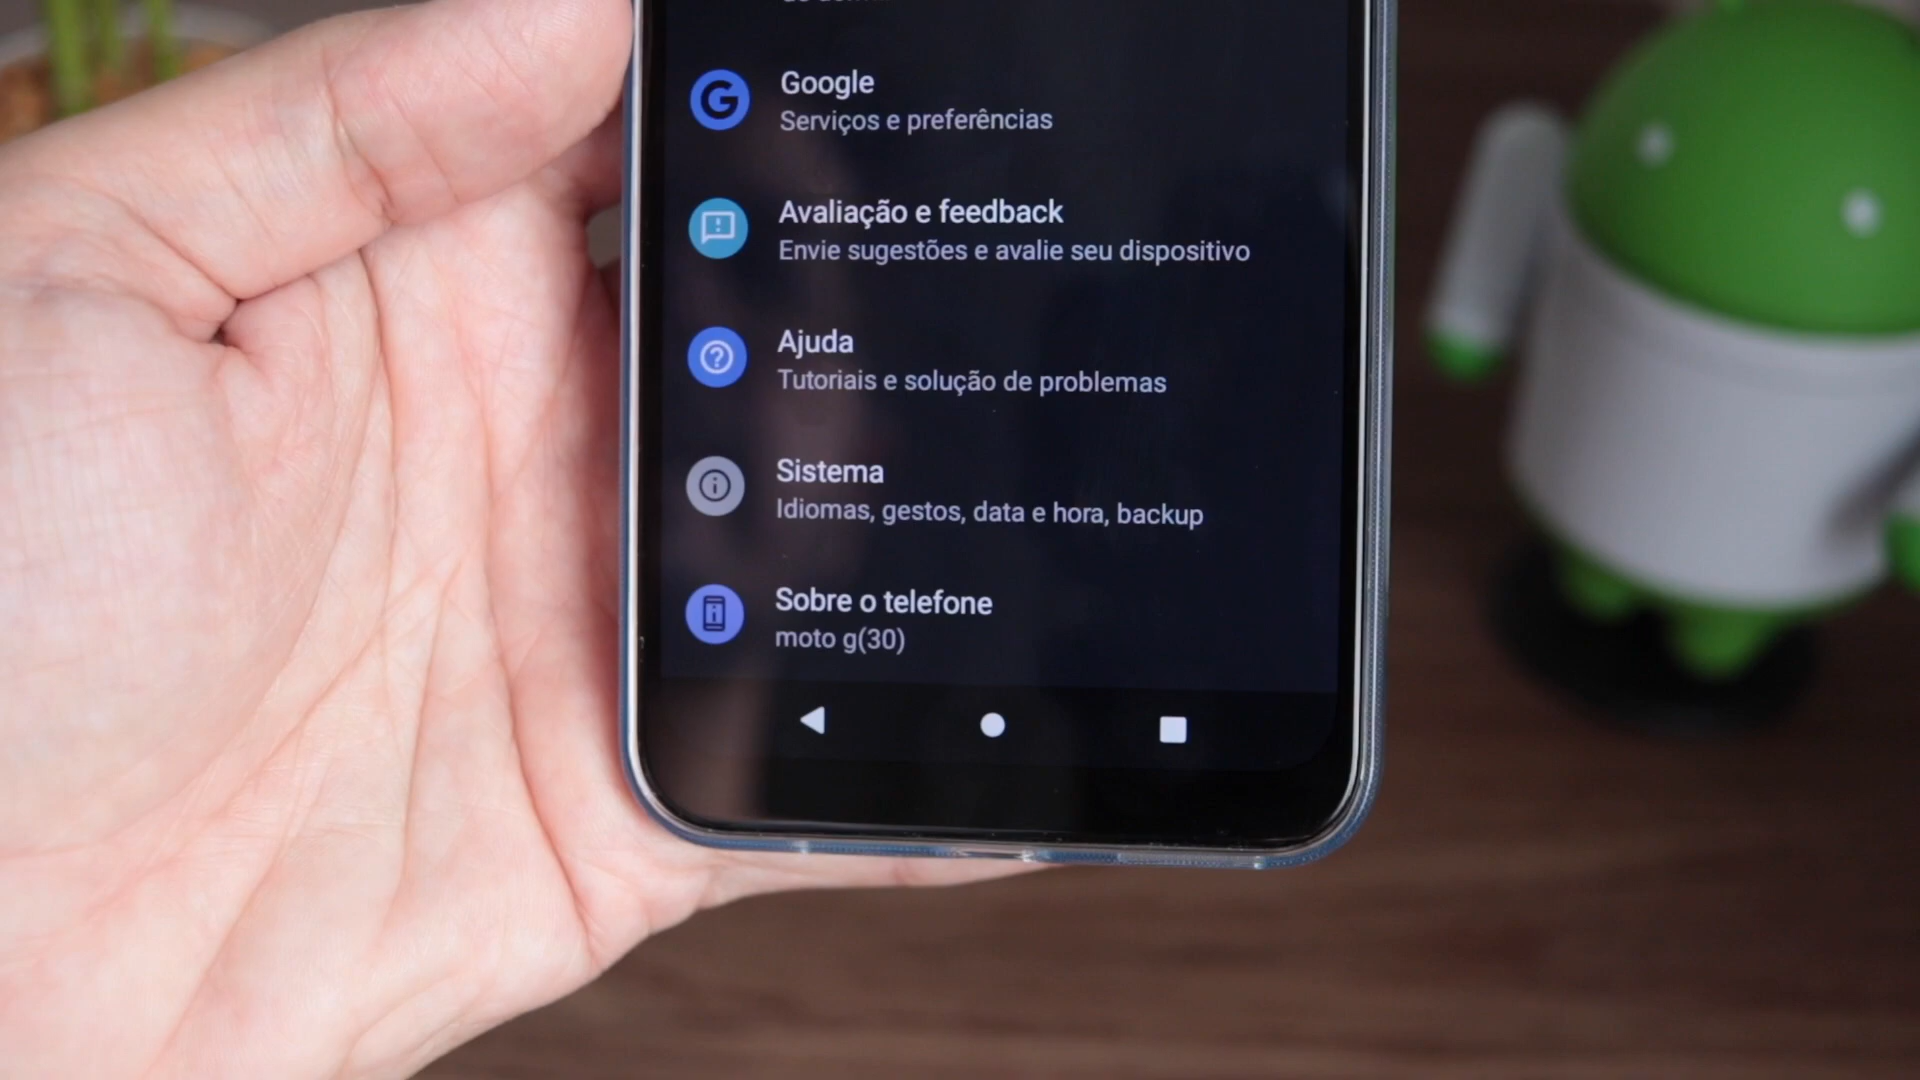 Google
Serviços e preferências
Avaliação e feedback
Envie sugestões e avalie seu dispositivo
Ajuda
Tutoriais e solução de problemas
Sistema
Idiomas, gestos, data e hora, backup
Sobre o telefone
moto g(30)